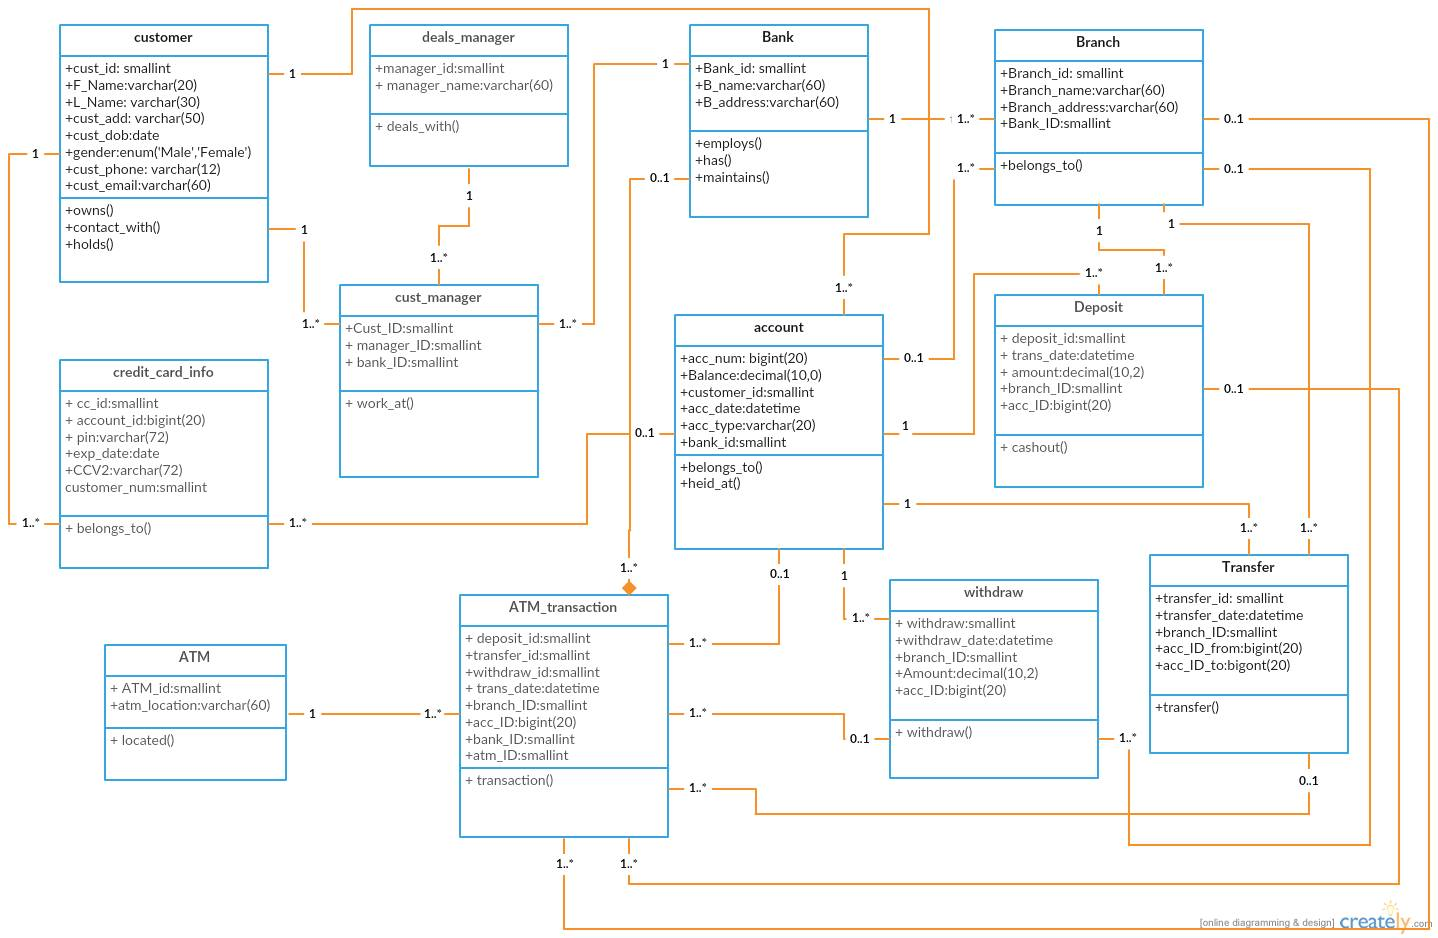 customer
+cust_id: smallint
+F_Name:varchar(20)
+L_Name: varchar(30)
+cust_add: varchar(50)
+cust_dob:date
+gender:enum('Male','Female')
+cust_phone: varchar(12)
+cust_email:varchar(60)
+owns()
+contact_with()
+holds()
deals_manager
+manager_id:smallint
+ manager_name:varchar(60)
+ deals_with()
Bank
+Bank_id: smallint
+B_name:varchar(60)
+B_address:varchar(60)
+employs()
+has()
+maintains()
Branch
+Branch_id: smallint
+Branch_name:varchar(60)
+Branch_address:varchar(60)
+Bank_ID:smallint
+belongs_to()
1
1
1
1
1..*
1
1..*
1..*
1
0..1
1
1..*
1..*
0..1
0..1
1
1
1..*
1..*
1..*
cust_manager
+Cust_ID:smallint
+ manager_ID:smallint
+ bank_ID:smallint
+ work_at()
account
+acc_num: bigint(20)
+Balance:decimal(10,0)
+customer_id:smallint
+acc_date:datetime
+acc_type:varchar(20)
+bank_id:smallint
+belongs_to()
+heid_at()
Deposit
+ deposit_id:smallint
+ trans_date:datetime
+ amount:decimal(10,2)
+branch_ID:smallint
+acc_ID:bigint(20)
+ cashout()
credit_card_info
+ cc_id:smallint
+ account_id:bigint(20)
+ pin:varchar(72)
+exp_date:date
+CCV2:varchar(72)
customer_num:smallint
+ belongs_to()
0..1
0..1
0..1
1
1..*
1..*
1
1..*
1..*
1..*
0..1
1
1..*
ATM_transaction
+ deposit_id:smallint
+transfer_id:smallint
+withdraw_id:smallint
+ trans_date:datetime
+branch_ID:smallint
+acc_ID:bigint(20)
+bank_ID:smallint
+atm_ID:smallint
+ transaction()
withdraw
+ withdraw:smallint
+withdraw_date:datetime
+branch_ID:smallint
+Amount:decimal(10,2)
+acc_ID:bigint(20)
+ withdraw()
Transfer
+transfer_id: smallint
+transfer_date:datetime
+branch_ID:smallint
+acc_ID_from:bigint(20)
+acc_ID_to:bigont(20)
+transfer()
ATM
+ ATM_id:smallint
+atm_location:varchar(60)
+ located()
1..*
1
1..*
1..*
0..1
1..*
0..1
1..*
1..*
1..*
[online diagramming & design] creately.com